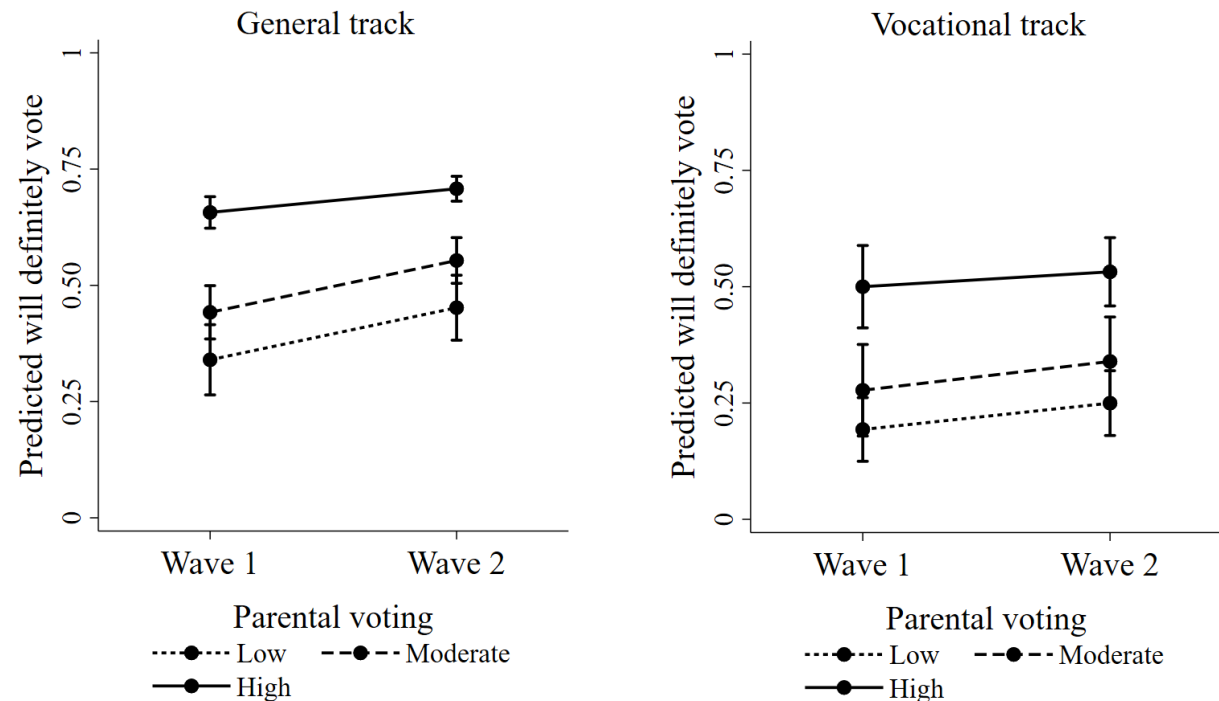 General track
Predicted will definitely vote
1
0.75
0.50
0.25
0
Wave 1 Wave 2
Parental voting
Low Moderate
High
Vocational track
Predicted will definitely vote
1
0.75
0.50
0.25
0
Wave 1 Wave 2
Parental voting
Low Moderate
High